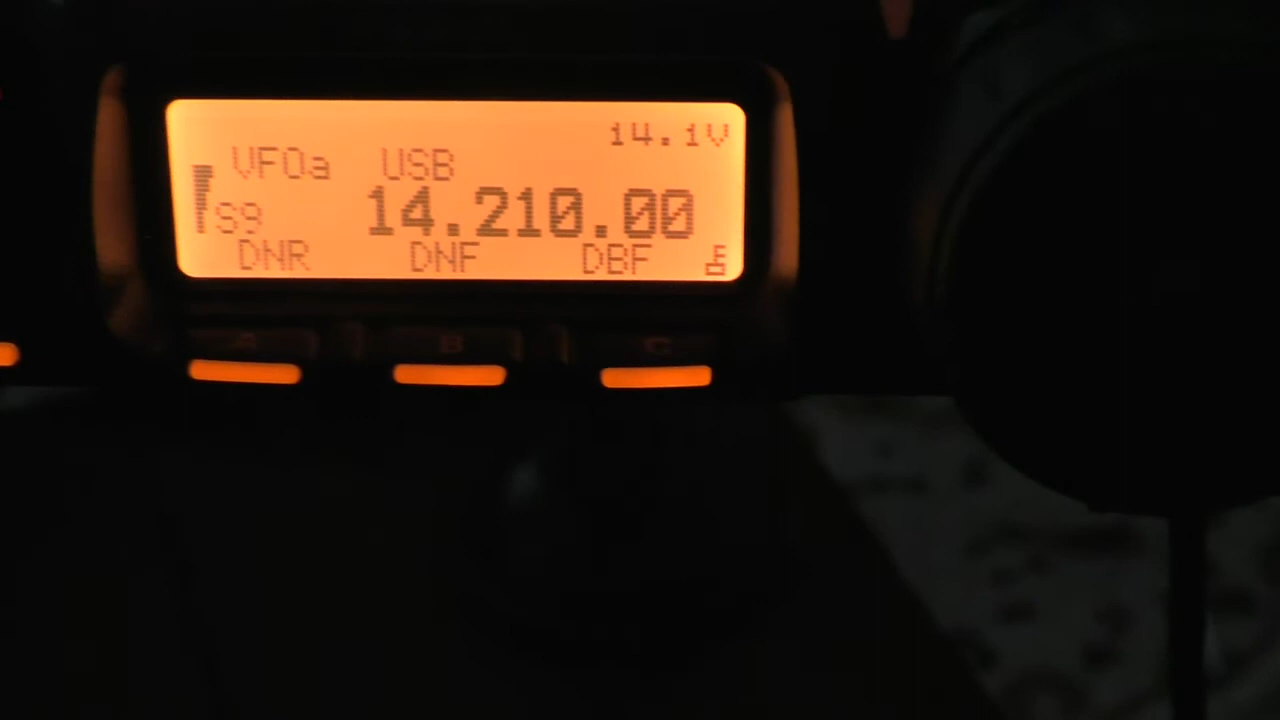 14.1V
VFOa USB
S9 14.210.00
DNR DNF DBF
A B C